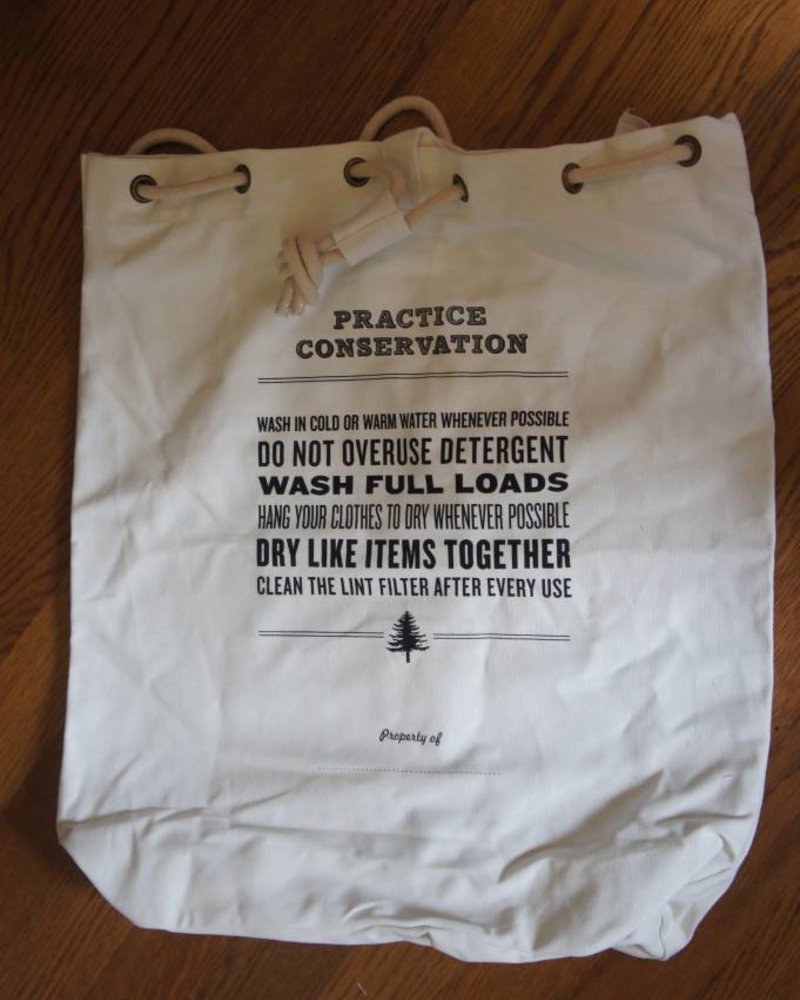 PRACTICE
CONSERVATION
WASH IN COLD OR WARM WATER WHENEVER POSSIBLE
DO NOT OVERUSE DETERGENT
WASH FULL LOADS
HANG YOUR CLOTHES TO DRY WHENEVER POSSIBLE
DRY LIKE ITEMS TOGETHER
CLEAN THE LINT FILTER AFTER EVERY USE
Property of